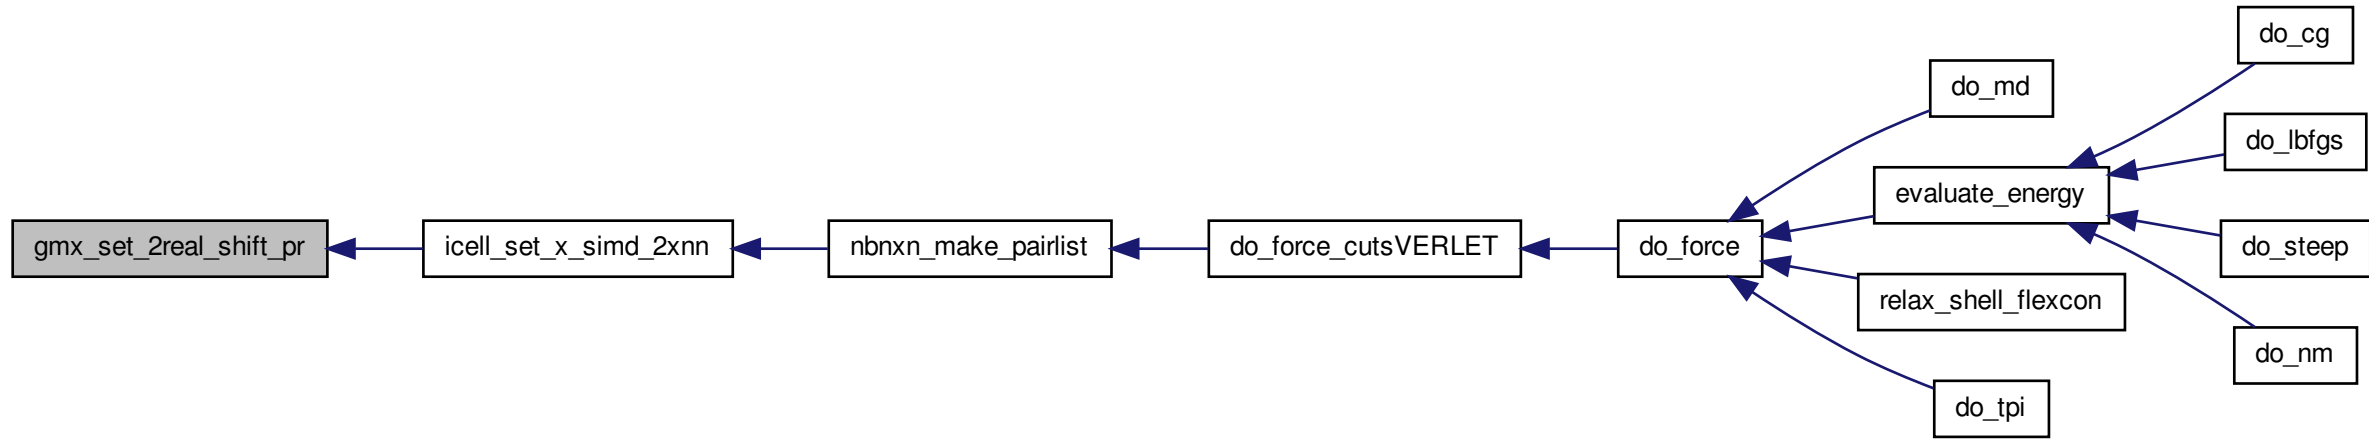 gmx_set_2real_shift_pr
icell_set_x_simd_2xnn
nbnxn_make_pairlist
do_force_cutsVERLET
do_force
do_md
evaluate_energy
relax_shell_flexcon
do_tpi
do_cg
do_lbfgs
do_steep
do_nm